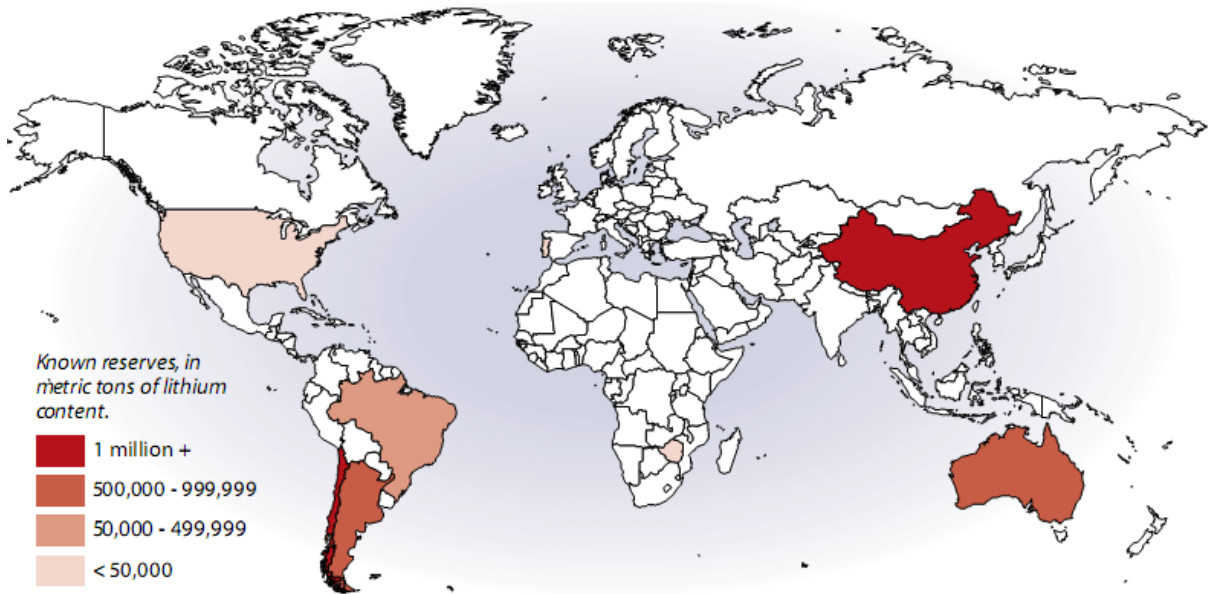 Known reserves, in
metric tons of lithium
content.
1 million +
500,000 - 999,999
50,000 - 499,999
< 50,000